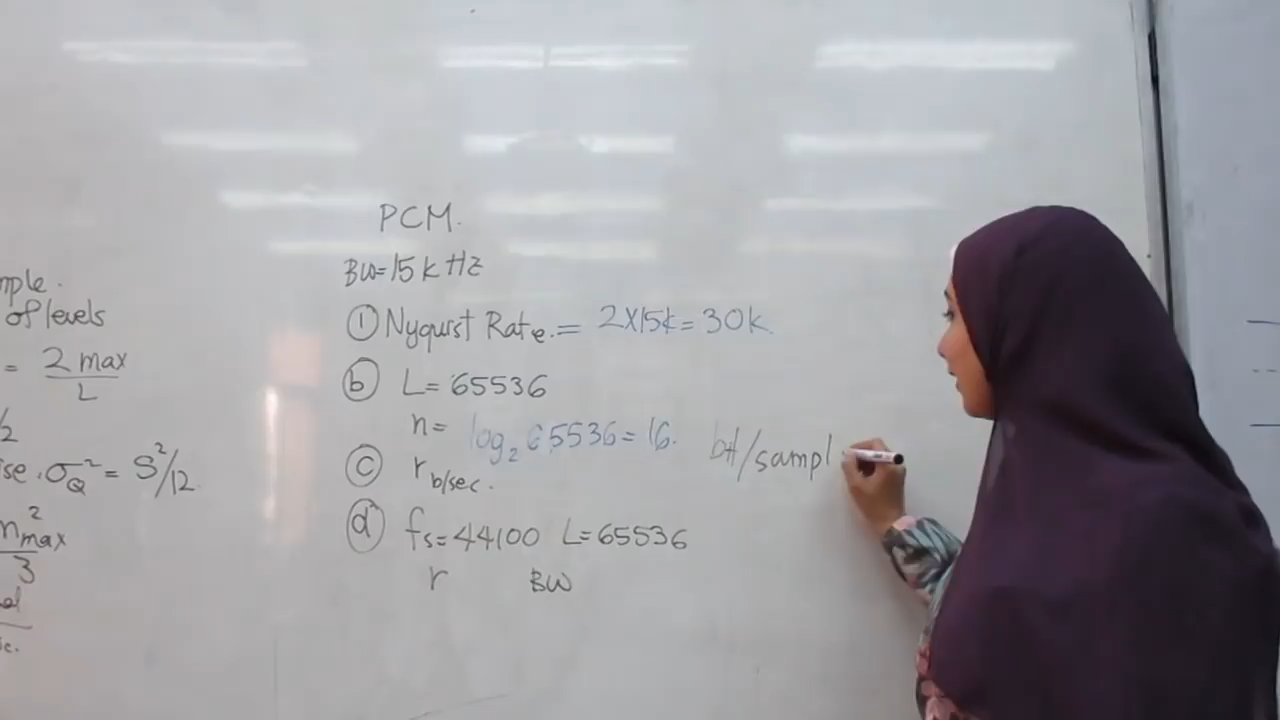 PCM.
BW=15kHz
① Nyquist Rate. = 2X15k = 30k
ⓑ L= 65536
n= log₂ 65536 = 16. bit/sampl
ⓒ r b/sec.
ⓓ fs=44100 L=65536
r BW
mple.
of levels
= 2 max
L
/2
ise. σ_Q² = S²/12
m²max
3